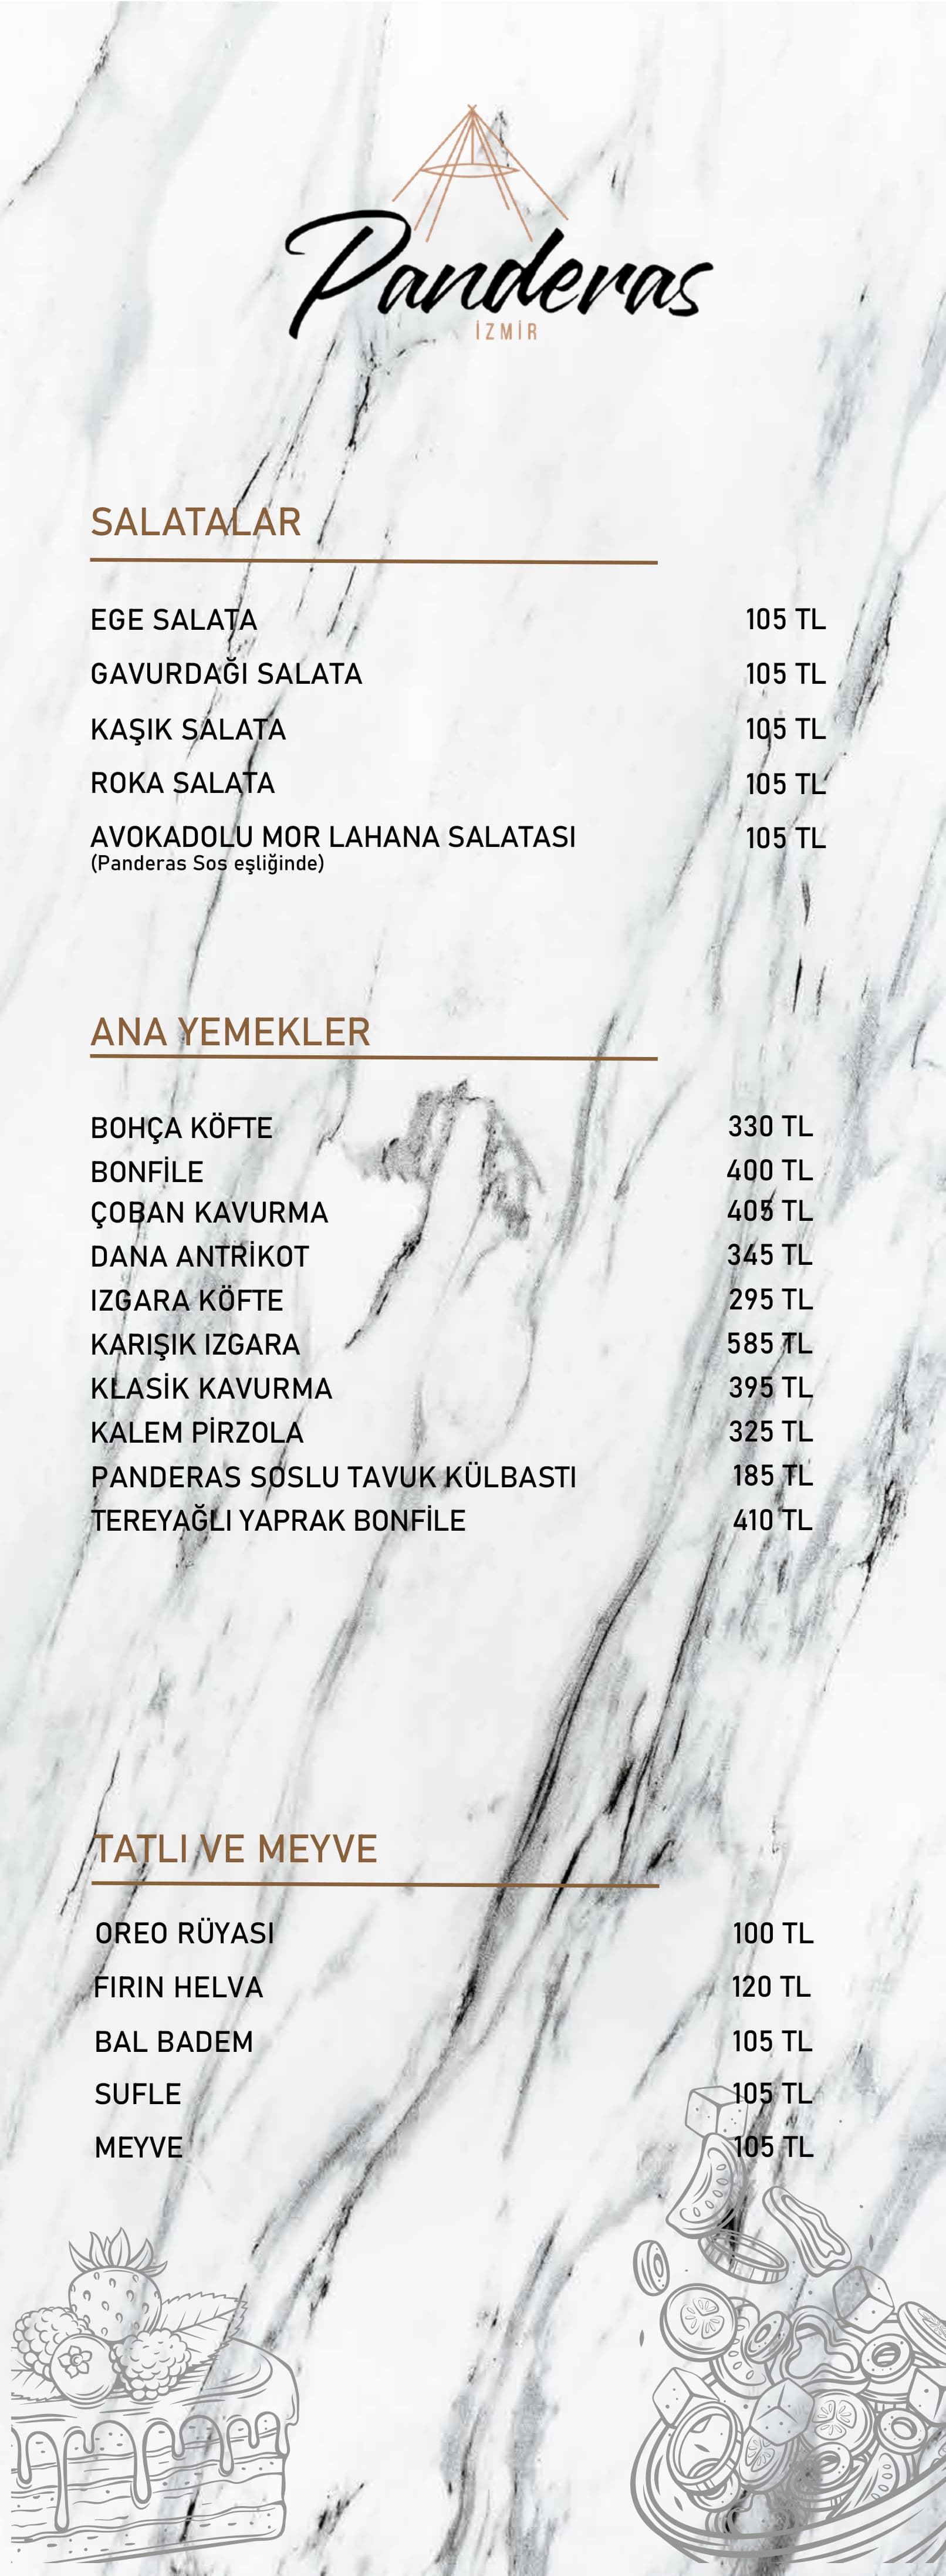 Panderas
İZMİR
SALATALAR
EGE SALATA 105 TL
GAVURDAĞI SALATA 105 TL
KAŞIK SALATA 105 TL
ROKA SALATA 105 TL
AVOKADOLU MOR LAHANA SALATASI 105 TL
(Panderas Sos eşliğinde)
ANA YEMEKLER
BOHÇA KÖFTE 330 TL
BONFİLE 400 TL
ÇOBAN KAVURMA 405 TL
DANA ANTRİKOT 345 TL
IZGARA KÖFTE 295 TL
KARIŞIK IZGARA 585 TL
KLASİK KAVURMA 395 TL
KALEM PİRZOLA 325 TL
PANDERAS SOSLU TAVUK KÜLBASTI 185 TL
TEREYAĞLI YAPRAK BONFİLE 410 TL
TATLI VE MEYVE
OREO RÜYASI 100 TL
FIRIN HELVA 120 TL
BAL BADEM 105 TL
SUFLE 105 TL
MEYVE 105 TL